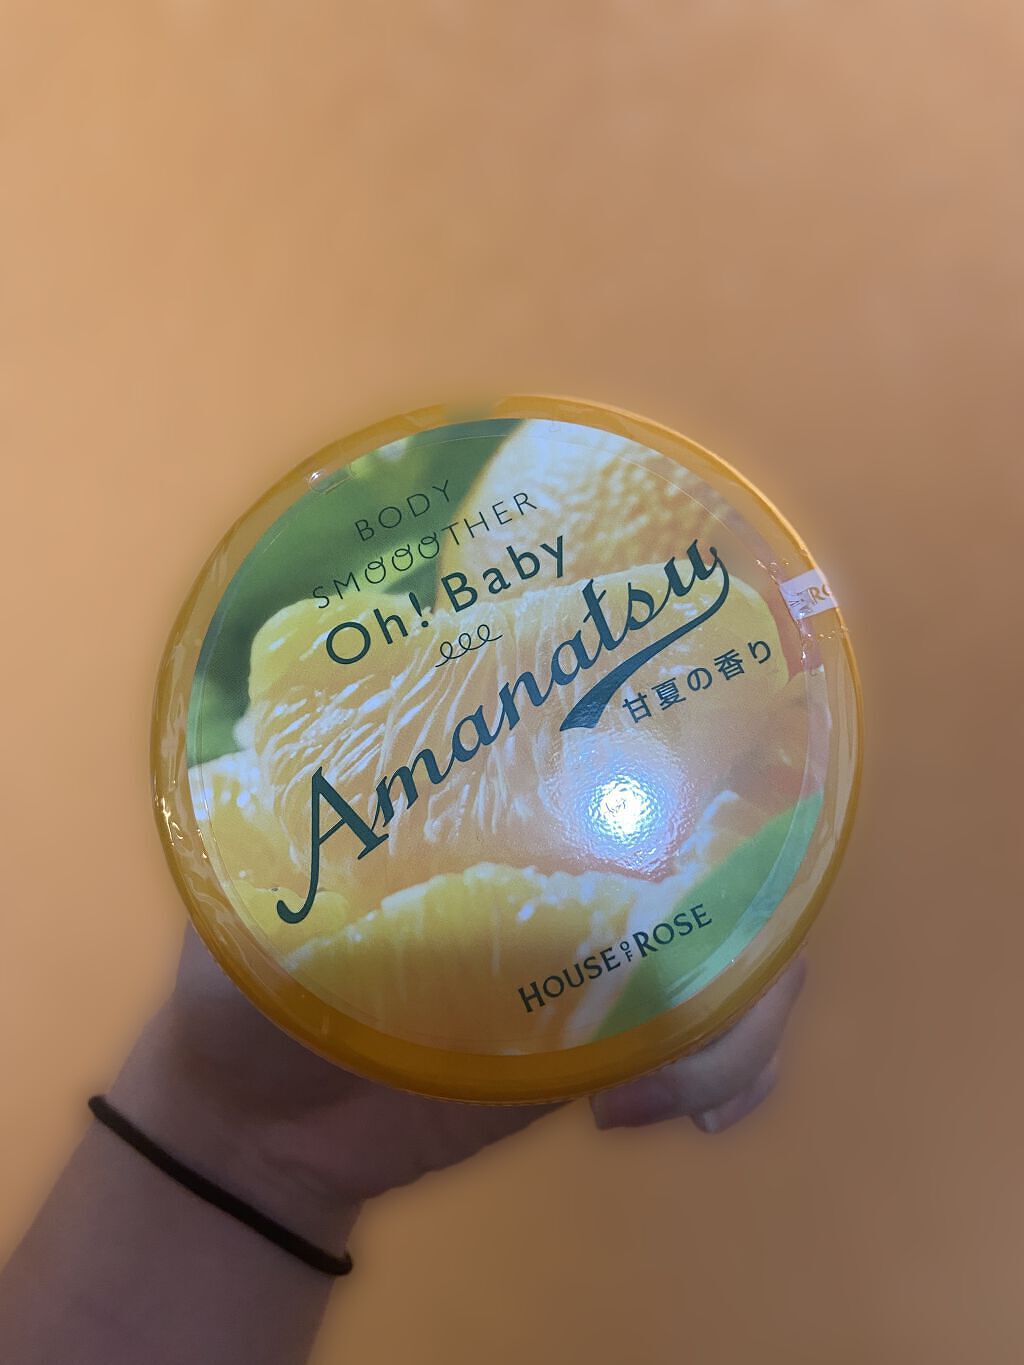 BODY
SMOOOTHER
Oh! Baby
Amanatsu
甘夏の香り
HOUSE OF ROSE